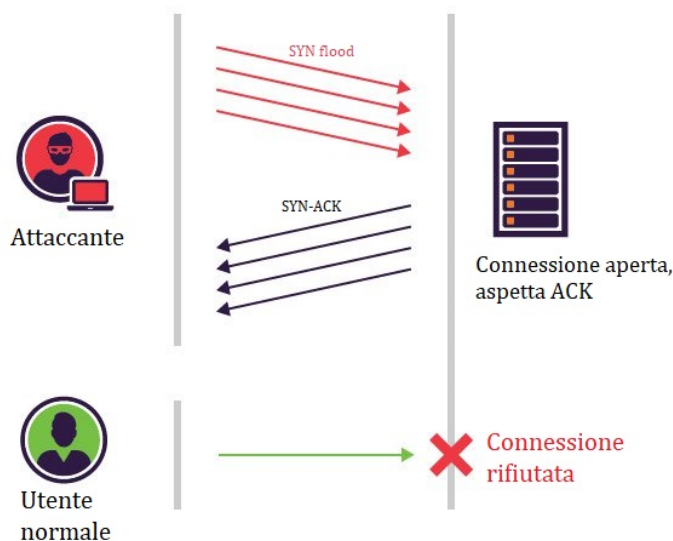 SYN flood
SYN-ACK
Attaccante
Connessione aperta,
aspetta ACK
Connessione
rifiutata
Utente
normale